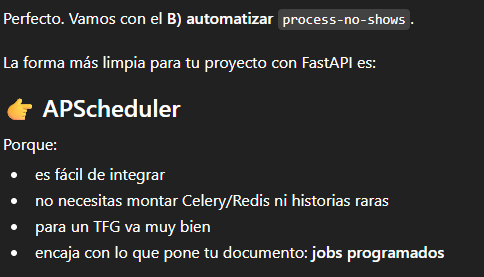 Perfecto. Vamos con el B) automatizar process-no-shows.
La forma más limpia para tu proyecto con FastAPI es:
👉 APScheduler
Porque:
• es fácil de integrar
• no necesitas montar Celery/Redis ni historias raras
• para un TFG va muy bien
• encaja con lo que pone tu documento: jobs programados